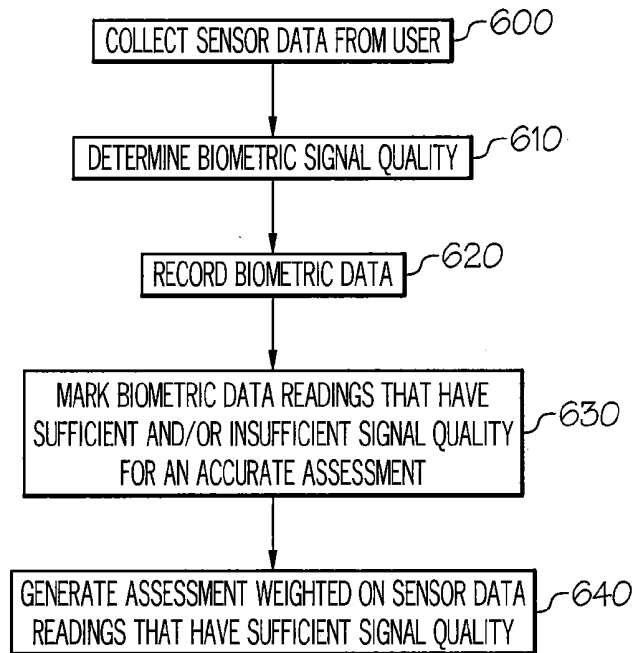 COLLECT SENSOR DATA FROM USER
600
DETERMINE BIOMETRIC SIGNAL QUALITY
610
RECORD BIOMETRIC DATA
620
MARK BIOMETRIC DATA READINGS THAT HAVE
SUFFICIENT AND/OR INSUFFICIENT SIGNAL QUALITY
FOR AN ACCURATE ASSESSMENT
630
GENERATE ASSESSMENT WEIGHTED ON SENSOR DATA
READINGS THAT HAVE SUFFICIENT SIGNAL QUALITY
640